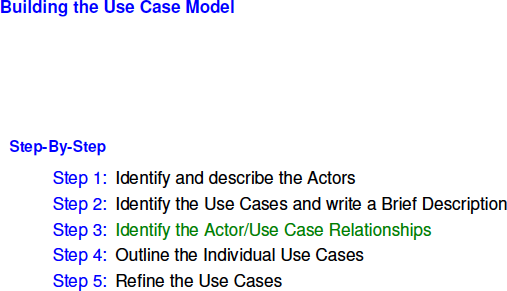 Building the Use Case Model
Step-By-Step
Step 1: Identify and describe the Actors
Step 2: Identify the Use Cases and write a Brief Description
Step 3: Identify the Actor/Use Case Relationships
Step 4: Outline the Individual Use Cases
Step 5: Refine the Use Cases